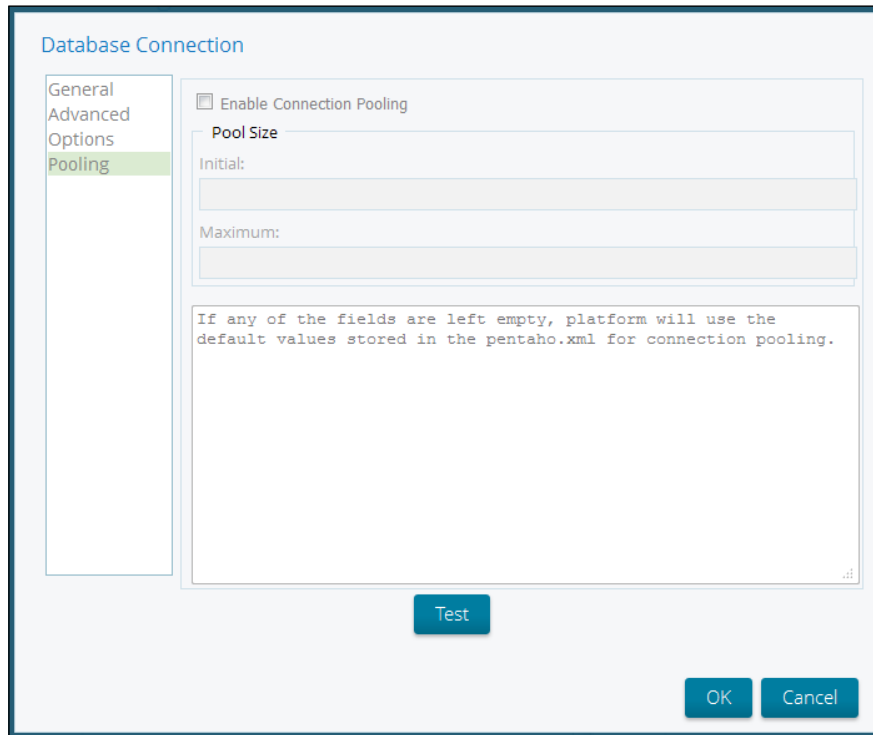 Database Connection
General
Advanced
Options
Pooling
Enable Connection Pooling
Pool Size
Initial:
Maximum:
If any of the fields are left empty, platform will use the
default values stored in the pentaho.xml for connection pooling.
Test
OK
Cancel